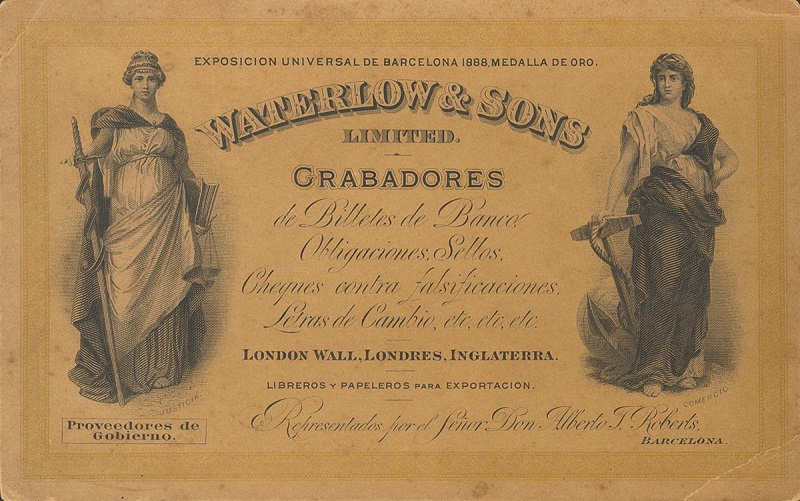 EXPOSICION UNIVERSAL DE BARCELONA 1888, MEDALLA DE ORO.
WATERLOW & SONS
LIMITED.
GRABADORES
de Billetes de Banco,
Obligaciones, Sellos,
Cheques contra falsificaciones,
Letras de Cambio, etc, etc, etc.
LONDON WALL, LONDRES, INGLATERRA.
LIBREROS Y PAPELEROS PARA EXPORTACION.
JUSTICIA.
COMERCIO.
Proveedores de
Gobierno.
Representados por el Señor Don Alberto T. Roberts,
BARCELONA.